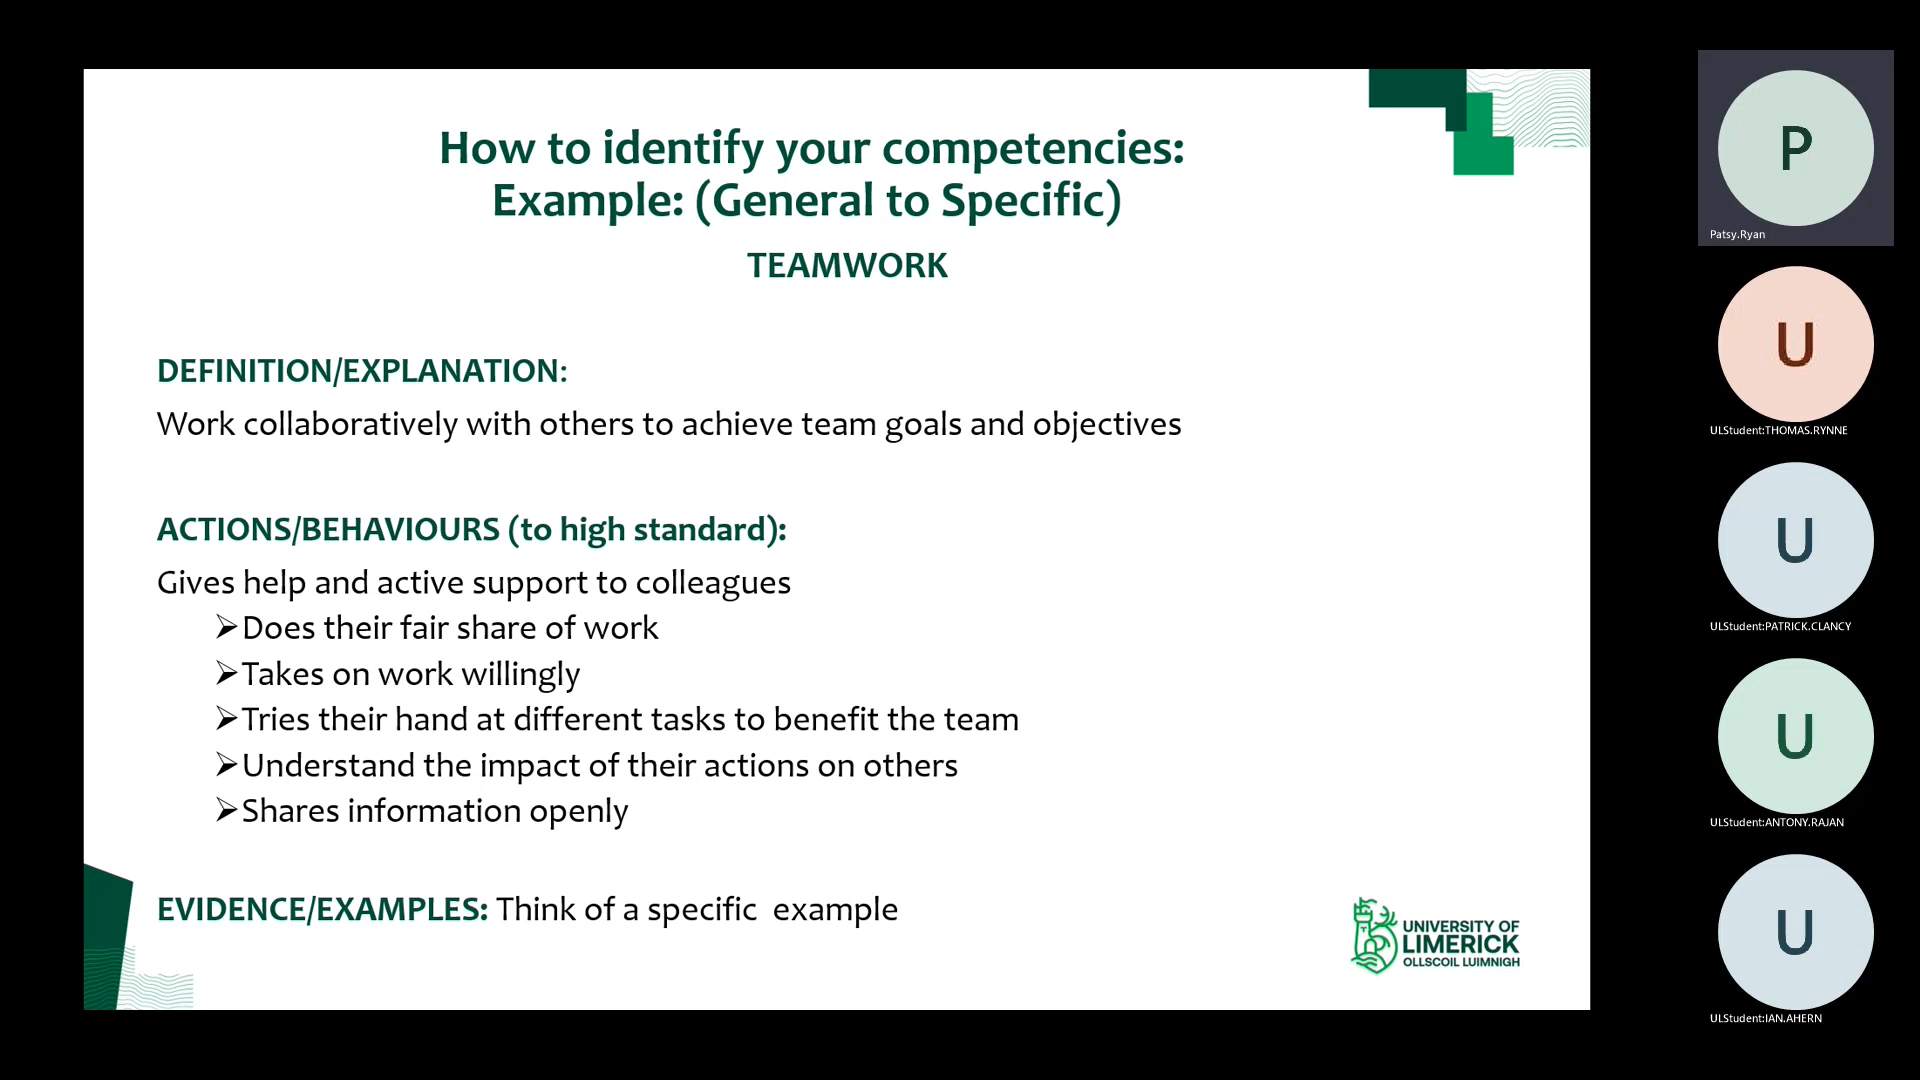 How to identify your competencies:
Example: (General to Specific)
TEAMWORK
DEFINITION/EXPLANATION:
Work collaboratively with others to achieve team goals and objectives
ACTIONS/BEHAVIOURS (to high standard):
Gives help and active support to colleagues
➢Does their fair share of work
➢Takes on work willingly
➢Tries their hand at different tasks to benefit the team
➢Understand the impact of their actions on others
➢Shares information openly
EVIDENCE/EXAMPLES: Think of a specific  example
UNIVERSITY OF
LIMERICK
OLLSCOIL LUIMNIGH
P
Patsy.Ryan
U
ULStudent:THOMAS.RYNNE
U
ULStudent:PATRICK.CLANCY
U
ULStudent:ANTONY.RAJAN
U
ULStudent:IAN.AHERN